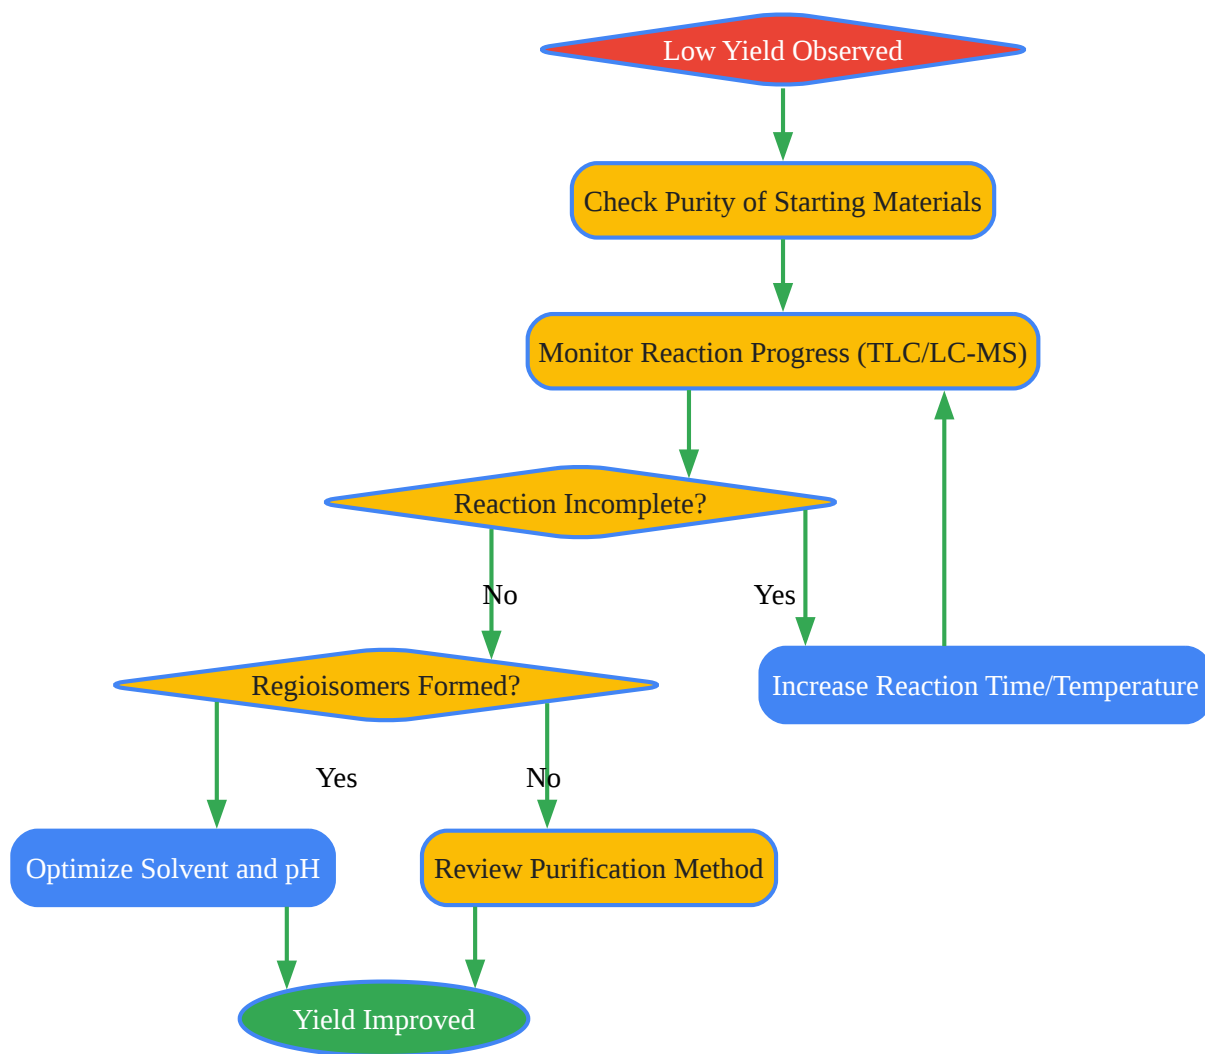 Low Yield Observed
Check Purity of Starting Materials
Monitor Reaction Progress (TLC/LC-MS)
Reaction Incomplete?
No
Yes
Regioisomers Formed?
Increase Reaction Time/Temperature
Yes
No
Optimize Solvent and pH
Review Purification Method
Yield Improved